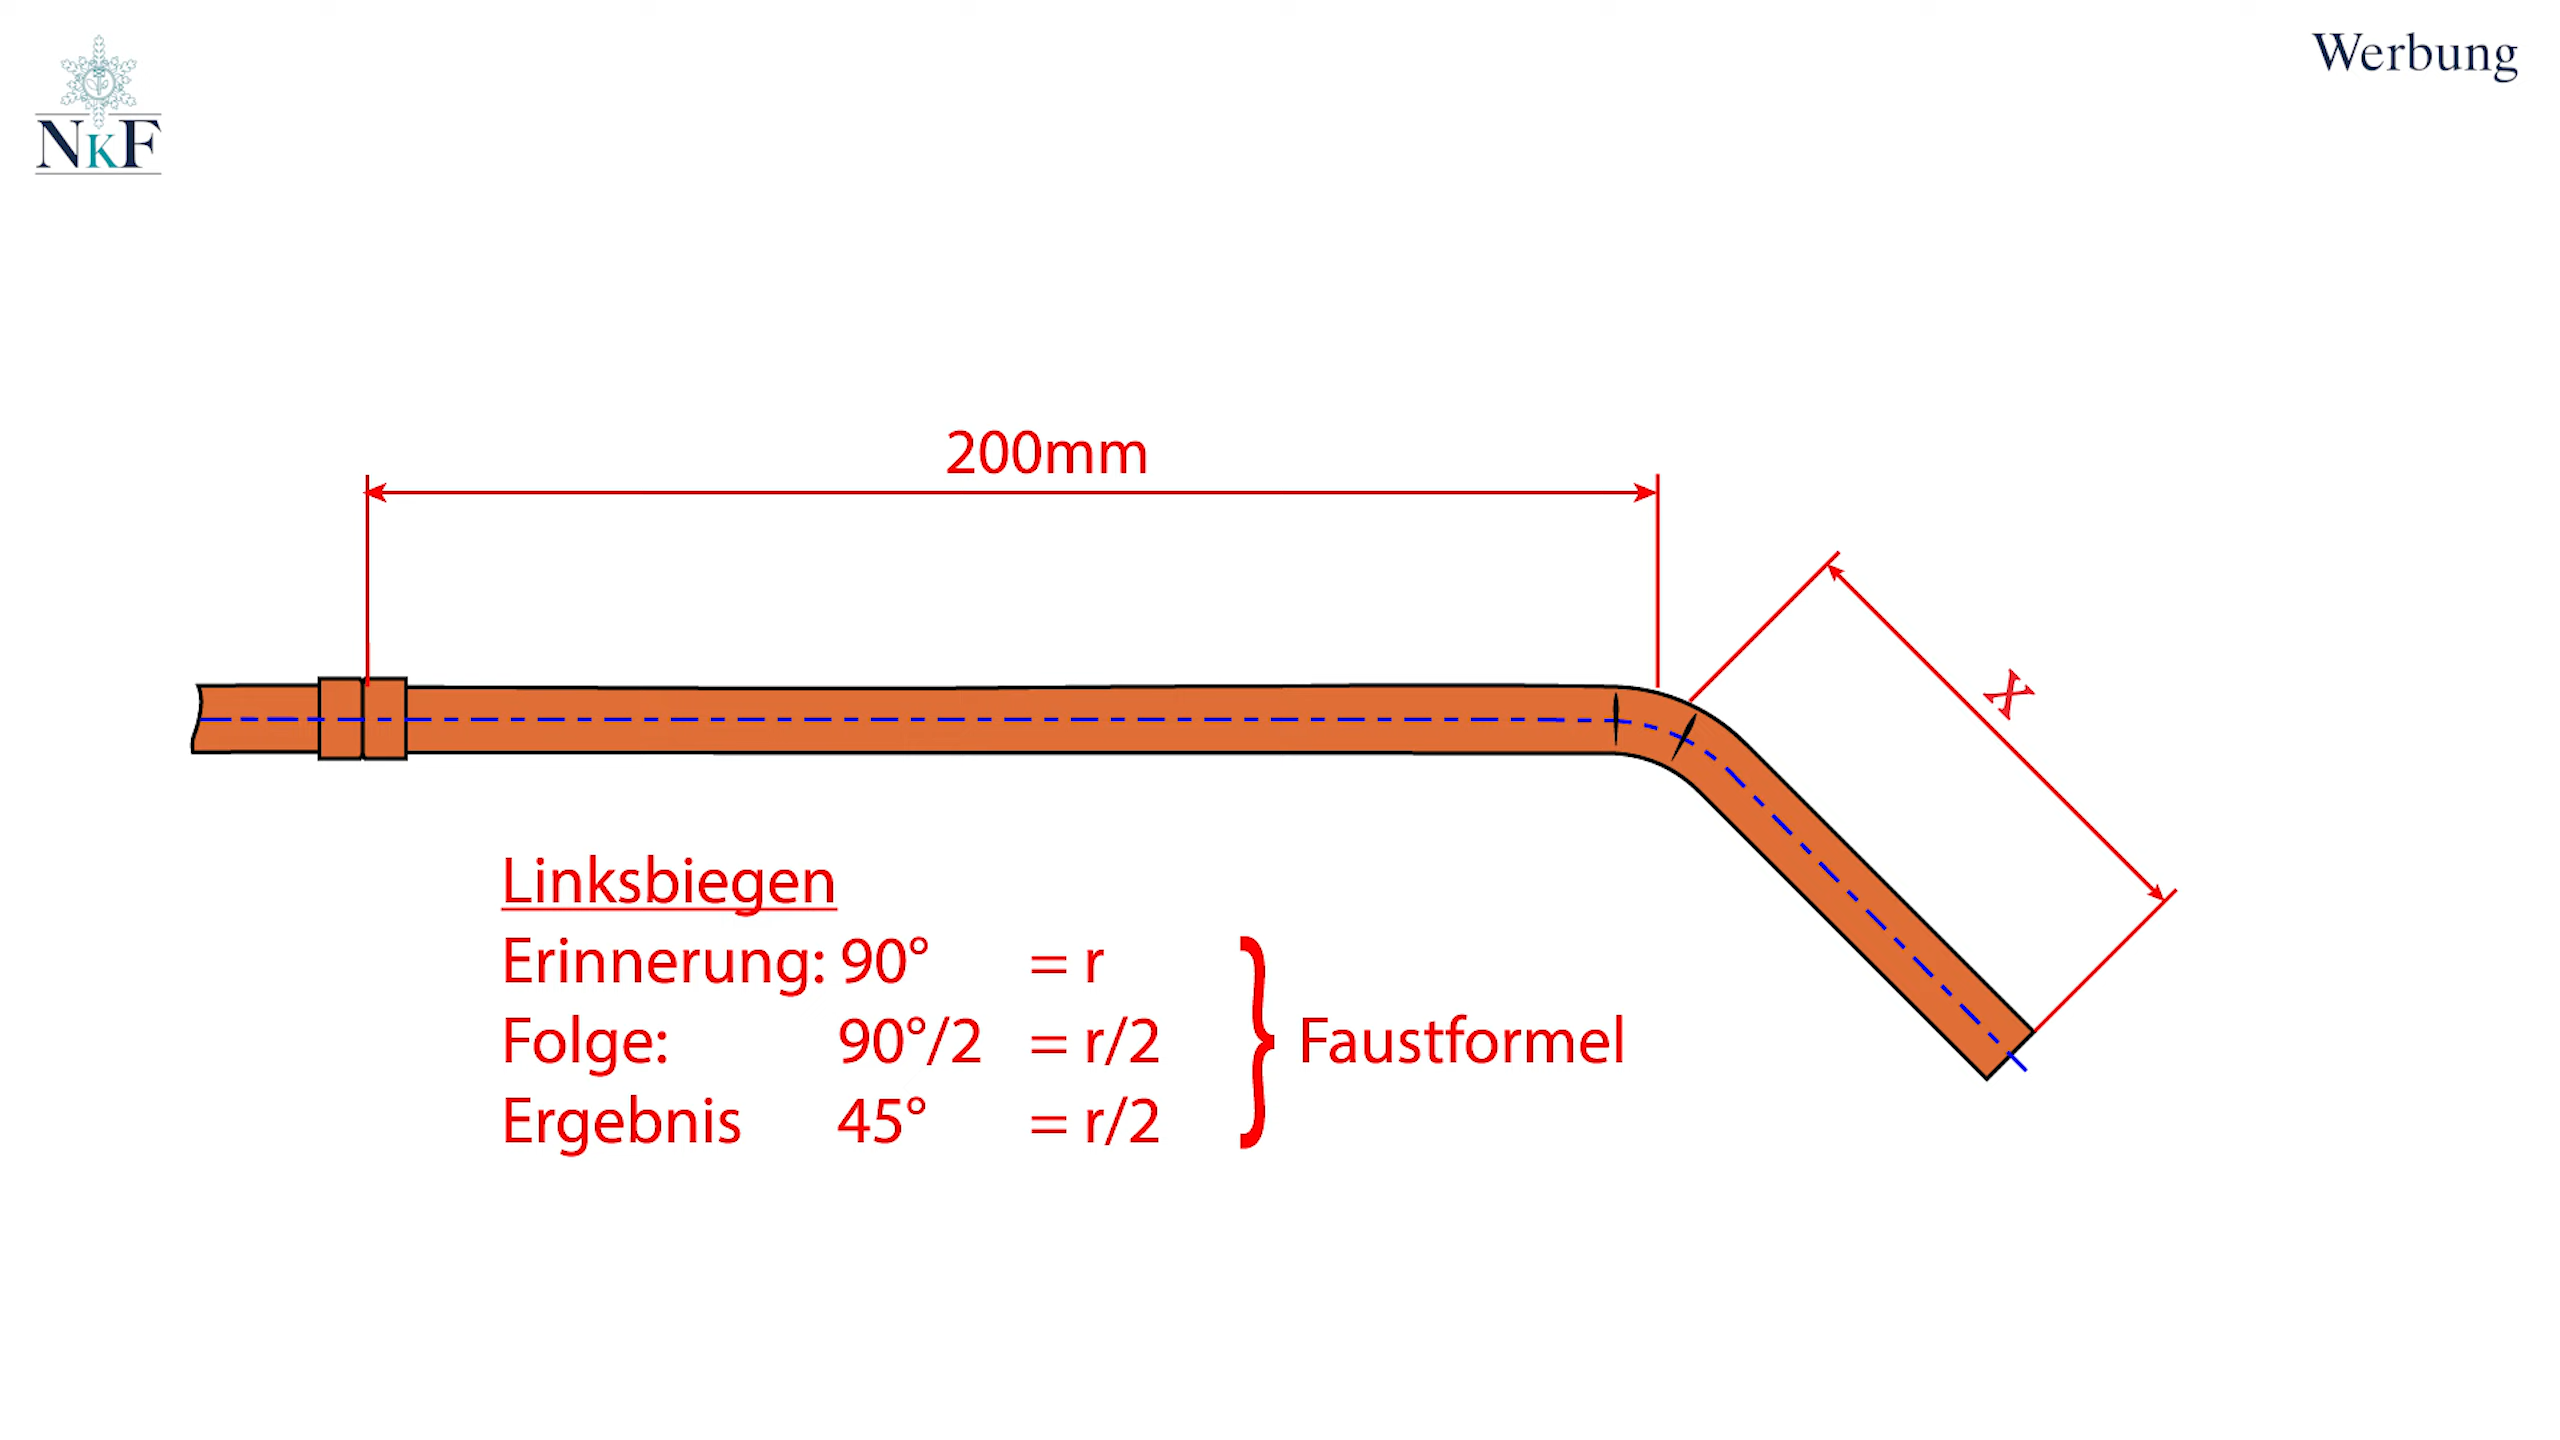 NKF
Werbung
200mm
X
Linksbiegen
Erinnerung: 90° = r
Folge: 90°/2 = r/2
Ergebnis 45° = r/2
} Faustformel